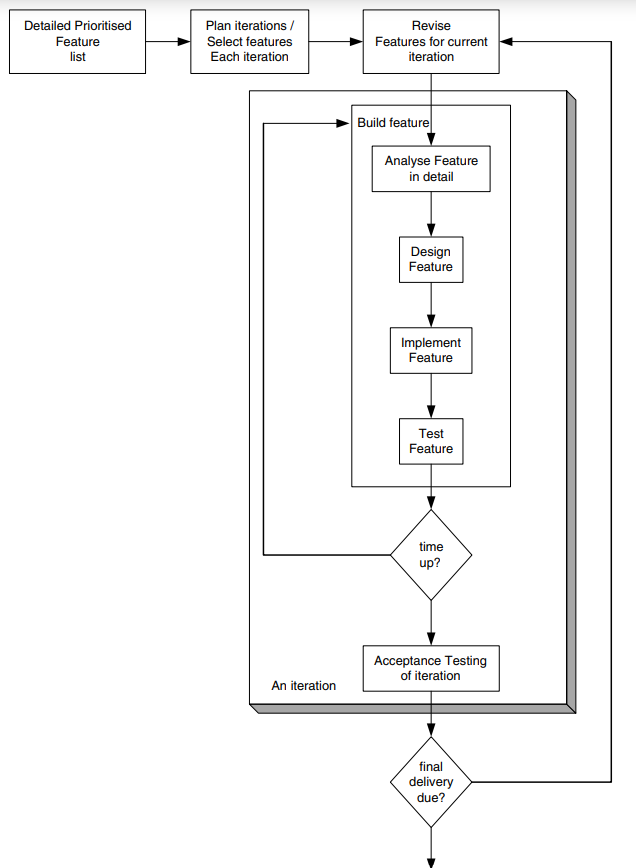 Detailed Prioritised
Feature
list
Plan iterations /
Select features
Each iteration
Revise
Features for current
iteration
Build feature
Analyse Feature
in detail
Design
Feature
Implement
Feature
Test
Feature
time
up?
Acceptance Testing
of iteration
An iteration
final
delivery
due?